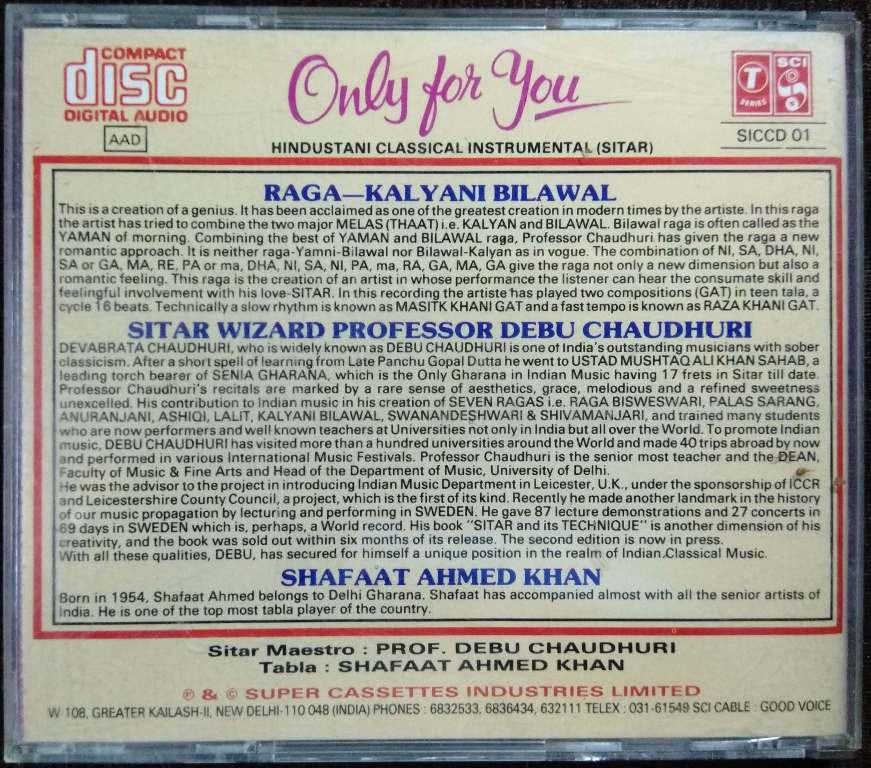 COMPACT
disc
DIGITAL AUDIO
AAD
Only for You
HINDUSTANI CLASSICAL INSTRUMENTAL (SITAR)
T
SERIES
SCI
SICCD 01
RAGA—KALYANI BILAWAL
This is a creation of a genius. It has been acclaimed as one of the greatest creation in modern times by the artiste. In this raga
the artist has tried to combine the two major MELAS (THAAT) i.e. KALYAN and BILAWAL. Bilawal raga is often called as the
YAMAN of morning. Combining the best of YAMAN and BILAWAL raga, Professor Chaudhuri has given the raga a new
romantic approach. It is neither raga-Yamni-Bilawal nor Bilawal-Kalyan as in vogue. The combination of NI, SA, DHA, NI,
SA or GA, MA, RE, PA or ma, DHA, NI, SA, NI, PA, ma, RA, GA, MA, GA give the raga not only a new dimension but also a
romantic feeling. This raga is the creation of an artist in whose performance the listener can hear the consumate skill and
feelingful involvement with his love-SITAR. In this recording the artiste has played two compositions (GAT) in teen tala, a
cycle 16 beats. Technically a slow rhythm is known as MASITK KHANI GAT and a fast tempo is known as RAZA KHANI GAT.
SITAR WIZARD PROFESSOR DEBU CHAUDHURI
DEVABRATA CHAUDHURI, who is widely known as DEBU CHAUDHURI is one of India's outstanding musicians with sober
classicism. After a short spell of learning from Late Panchu Gopal Dutta he went to USTAD MUSHTAQ ALI KHAN SAHAB, a
leading torch bearer of SENIA GHARANA, which is the Only Gharana in Indian Music having 17 frets in Sitar till date.
Professor Chaudhuri's recitals are marked by a rare sense of aesthetics, grace, melodious and a refined sweetness
unexcelled. His contribution to Indian music in his creation of SEVEN RAGAS i.e. RAGA BISWESWARI, PALAS SARANG,
ANURANJANI, ASHIQI, LALIT, KALYANI BILAWAL, SWANANDESHWARI & SHIVAMANJARI, and trained many students
who are now performers and well known teachers at Universities not only in India but all over the World. To promote Indian
music, DEBU CHAUDHURI has visited more than a hundred universities around the World and made 40 trips abroad by now
and performed in various International Music Festivals. Professor Chaudhuri is the senior most teacher and the DEAN,
Faculty of Music & Fine Arts and Head of the Department of Music, University of Delhi.
He was the advisor to the project in introducing Indian Music Department in Leicester, U.K., under the sponsorship of ICCR
and Leicestershire County Council, a project, which is the first of its kind. Recently he made another landmark in the history
of our music propagation by lecturing and performing in SWEDEN. He gave 87 lecture demonstrations and 27 concerts in
69 days in SWEDEN which is, perhaps, a World record. His book "SITAR and its TECHNIQUE" is another dimension of his
creativity, and the book was sold out within six months of its release. The second edition is now in press.
With all these qualities, DEBU, has secured for himself a unique position in the realm of Indian Classical Music.
SHAFAAT AHMED KHAN
Born in 1954, Shafaat Ahmed belongs to Delhi Gharana. Shafaat has accompanied almost with all the senior artists of
India. He is one of the top most tabla player of the country.
Sitar Maestro : PROF. DEBU CHAUDHURI
Tabla : SHAFAAT AHMED KHAN
℗ & © SUPER CASSETTES INDUSTRIES LIMITED
W 108, GREATER KAILASH-II, NEW DELHI-110 048 (INDIA) PHONES : 6832533, 6836434, 632111 TELEX : 031-61549 SCI CABLE : GOOD VOICE